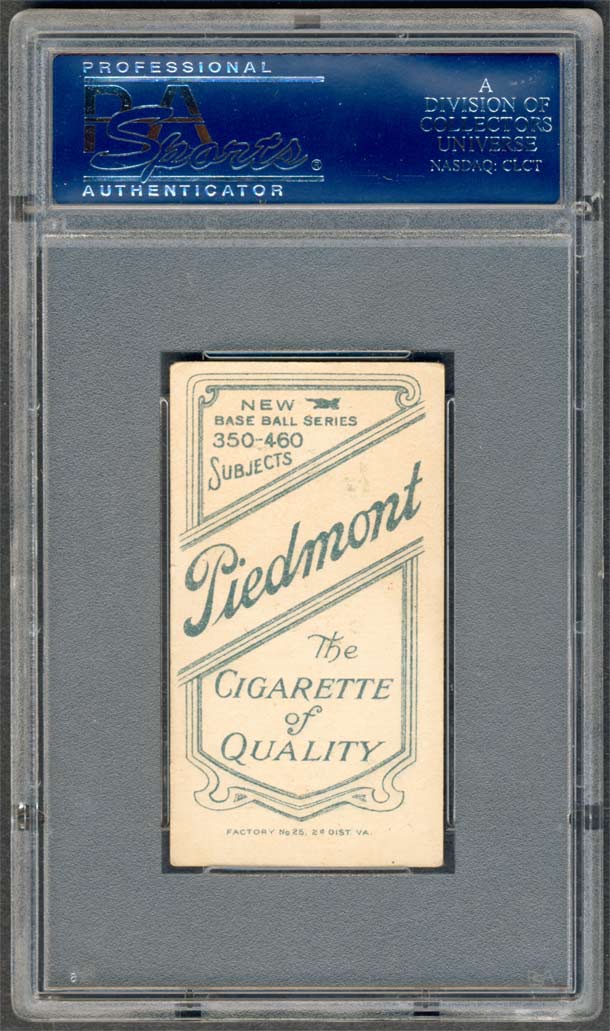 PROFESSIONAL
PSA
Sports®
AUTHENTICATOR
A
DIVISION OF
COLLECTORS
UNIVERSE
NASDAQ: CLCT
NEW
BASE BALL SERIES
350-460
SUBJECTS
Piedmont
The
CIGARETTE
of
QUALITY
FACTORY No 25, 2d DIST. VA.
PSA